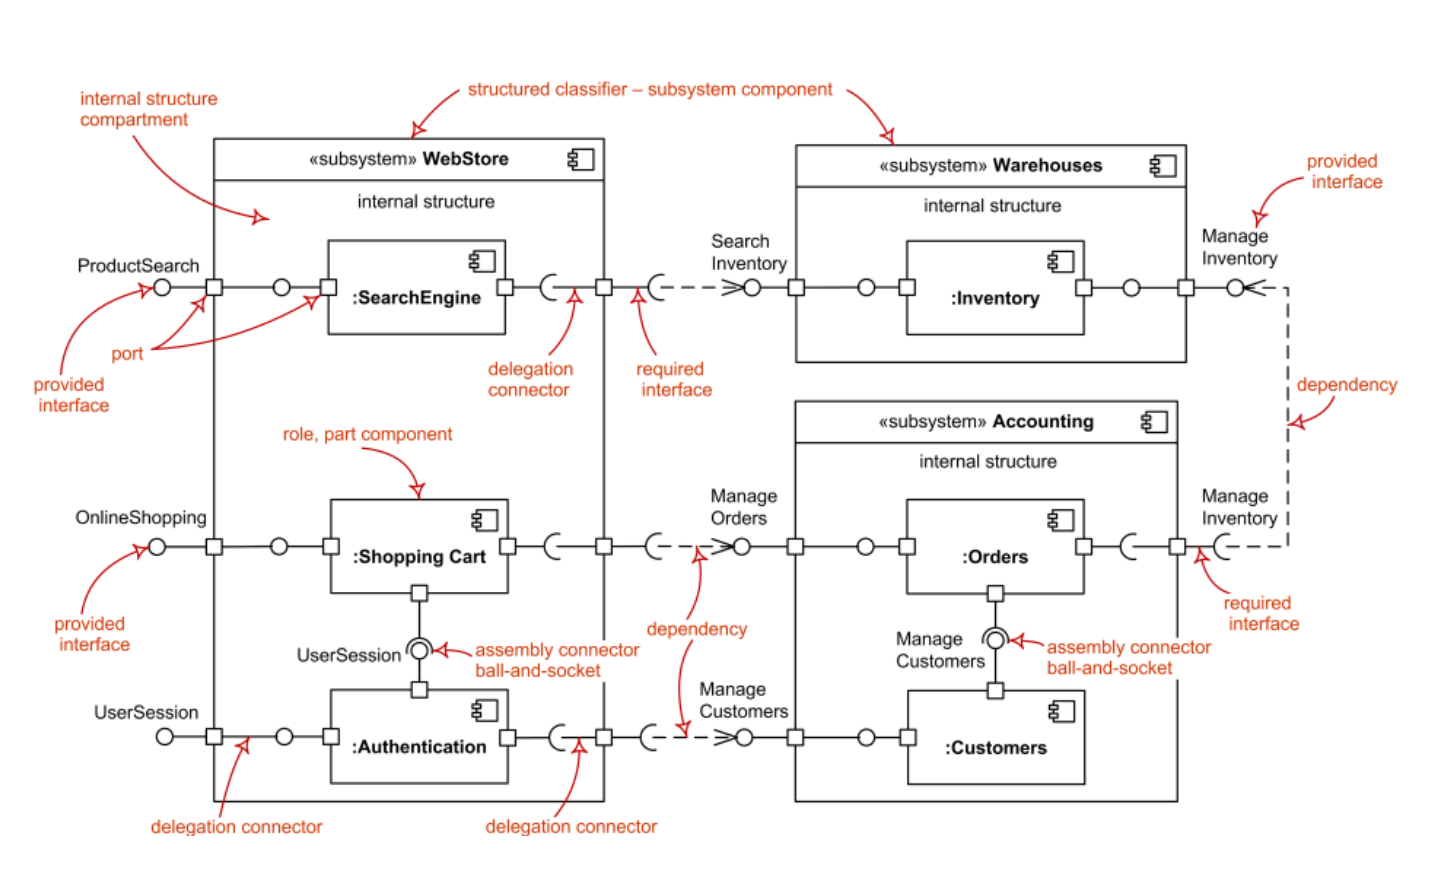 structured classifier – subsystem component
internal structure
compartment
«subsystem» WebStore
internal structure
«subsystem» Warehouses
internal structure
provided
interface
ProductSearch
:SearchEngine
Search
Inventory
:Inventory
Manage
Inventory
port
provided
interface
delegation
connector
required
interface
dependency
role, part component
«subsystem» Accounting
internal structure
OnlineShopping
:Shopping Cart
Manage
Orders
:Orders
Manage
Inventory
provided
interface
required
interface
dependency
UserSession
assembly connector
ball-and-socket
Manage
Customers
assembly connector
ball-and-socket
UserSession
:Authentication
Manage
Customers
:Customers
delegation connector
delegation connector